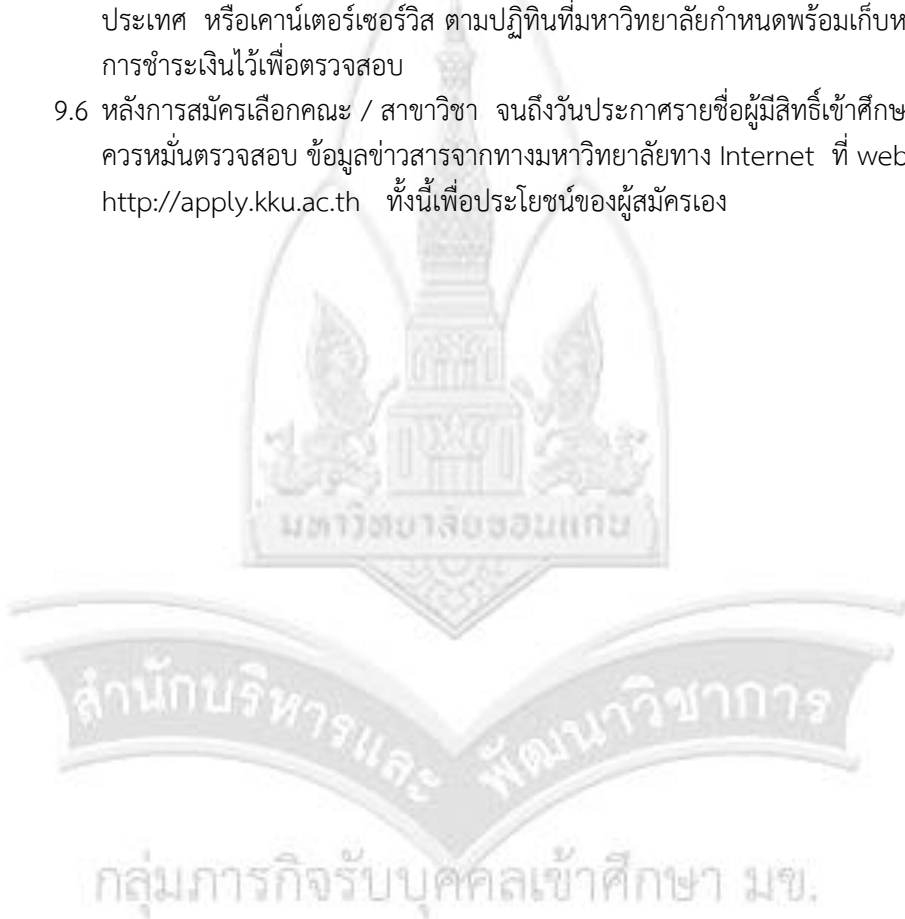 ประเทศ หรือเคาน์เตอร์เซอร์วิส ตามปฏิทินที่มหาวิทยาลัยกำหนดพร้อมเก็บห
การชำระเงินไว้เพื่อตรวจสอบ
9.6 หลังการสมัครเลือกคณะ / สาขาวิชา จนถึงวันประกาศรายชื่อผู้มีสิทธิ์เข้าศึกษ
ควรหมั่นตรวจสอบ ข้อมูลข่าวสารจากทางมหาวิทยาลัยทาง Internet ที่ web
http://apply.kku.ac.th ทั้งนี้เพื่อประโยชน์ของผู้สมัครเอง
มหาวิทยาลัยขอนแก่น
สำนักบริหารและ พัฒนาวิชาการ
กลุ่มภารกิจรับบุคคลเข้าศึกษา มข.